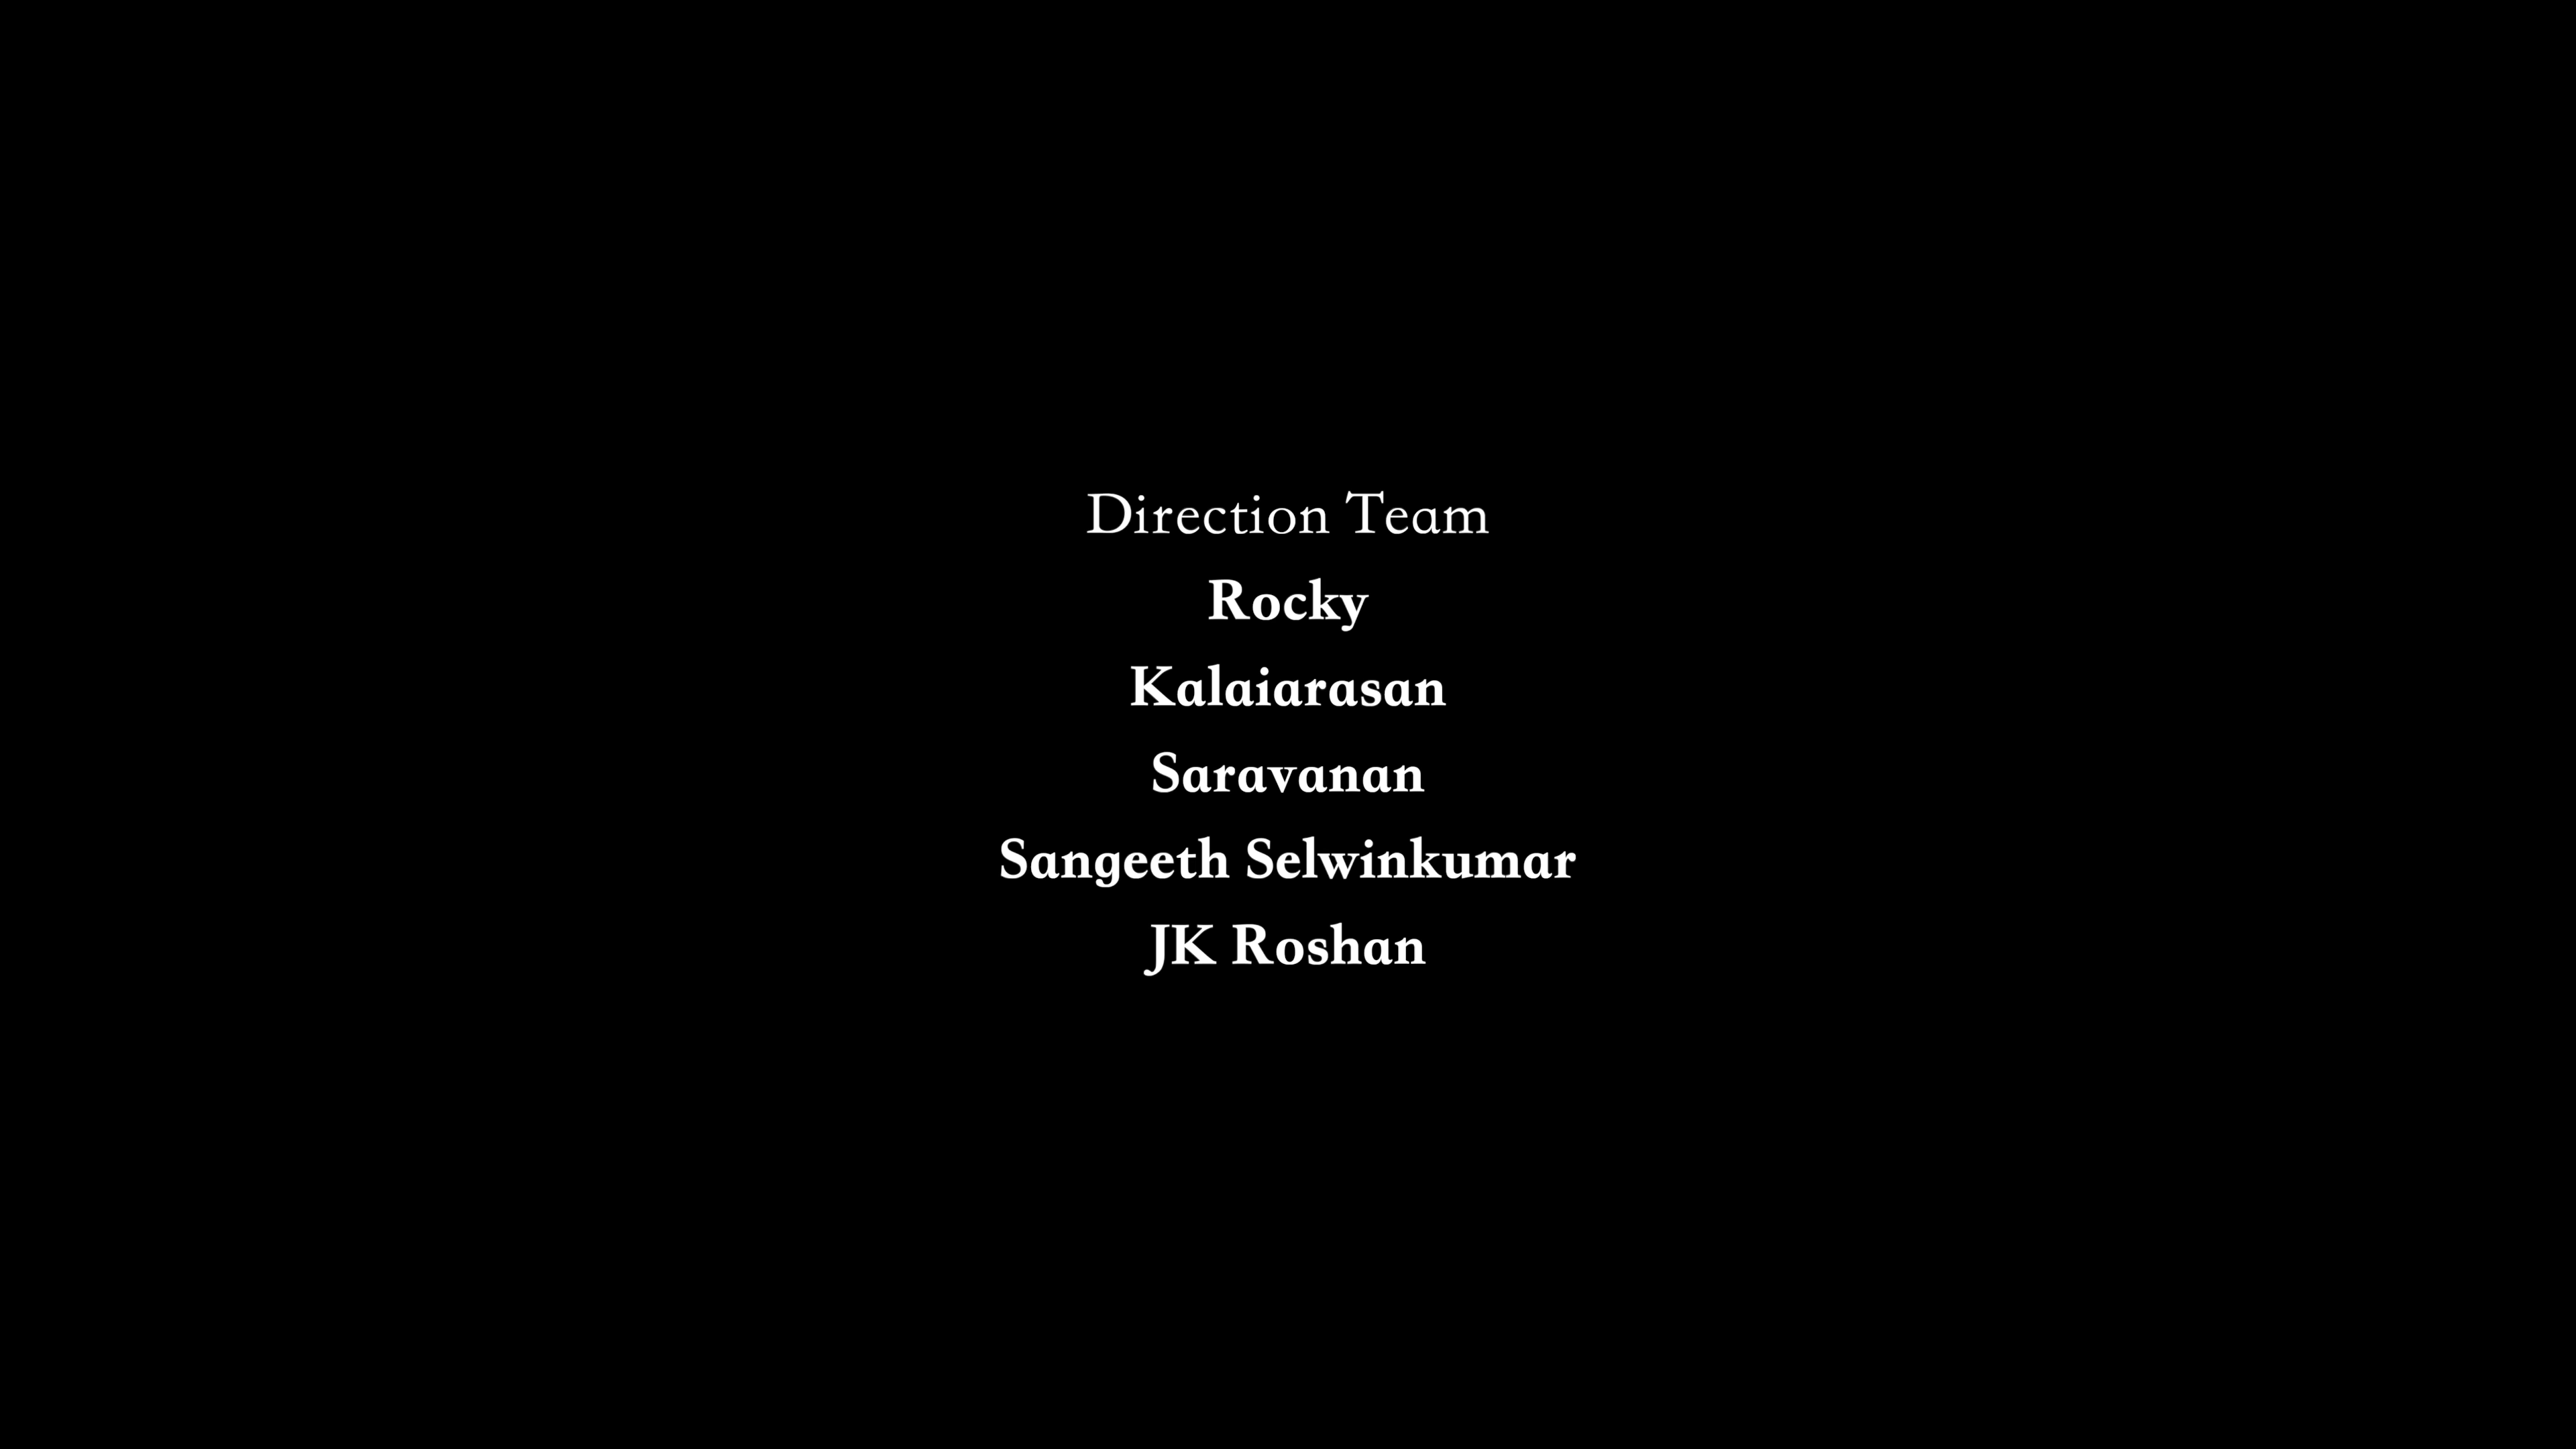 Direction Team
Rocky
Kalaiarasan
Saravanan
Sangeeth Selwinkumar
JK Roshan